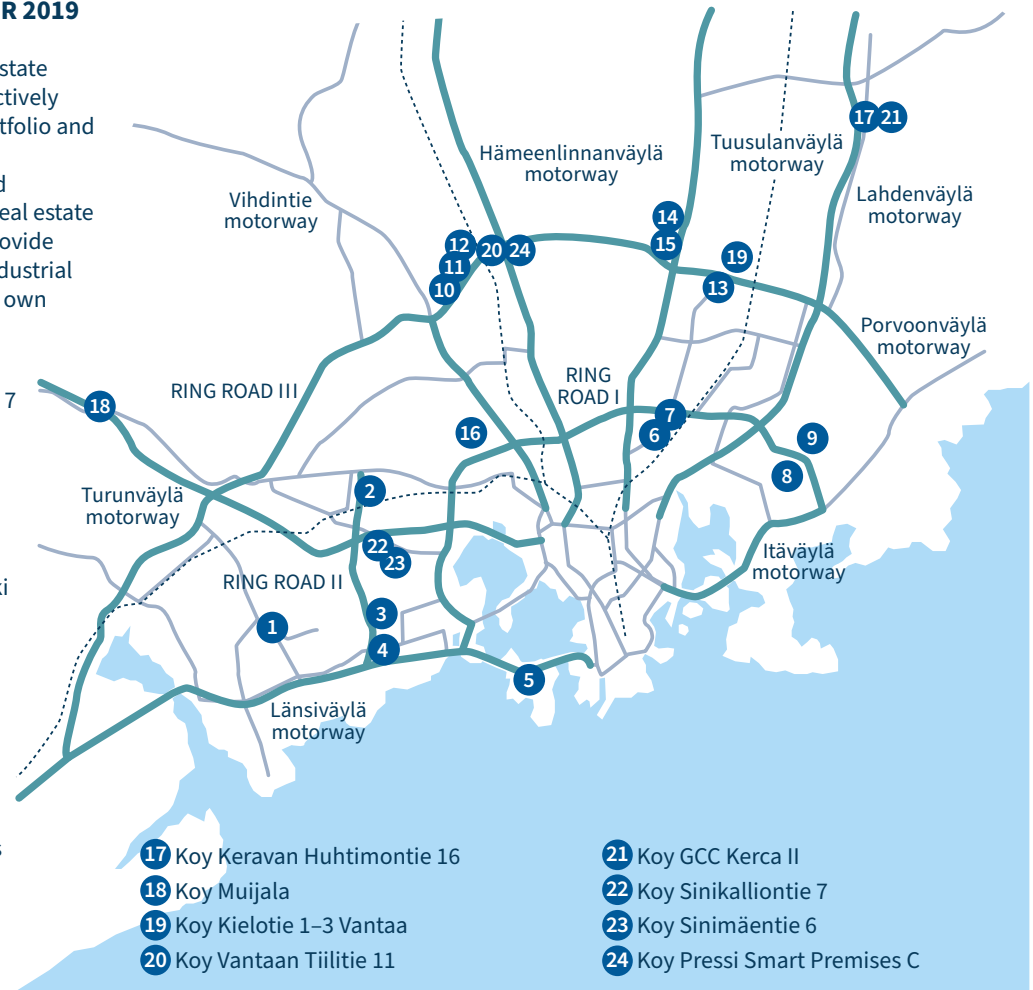 R 2019
state
ctively
tfolio and
d
eal estate
ovide
dustrial
own
7
ki
s
Hämeenlinnanväylä
motorway
Tuusulanväylä
motorway
17 21
Vihdintie
motorway
Lahdenväylä
motorway
14
15
12 20 24
11
10
19
13
Porvoonväylä
motorway
RING ROAD III
RING
ROAD I
18
16
7
6
9
8
Turunväylä
motorway
2
22
23
Itäväylä
motorway
RING ROAD II
1
3
4
5
Länsiväylä
motorway
17 Koy Keravan Huhtimontie 16
18 Koy Muijala
19 Koy Kielotie 1–3 Vantaa
20 Koy Vantaan Tiilitie 11
21 Koy GCC Kerca II
22 Koy Sinikalliontie 7
23 Koy Sinimäentie 6
24 Koy Pressi Smart Premises C